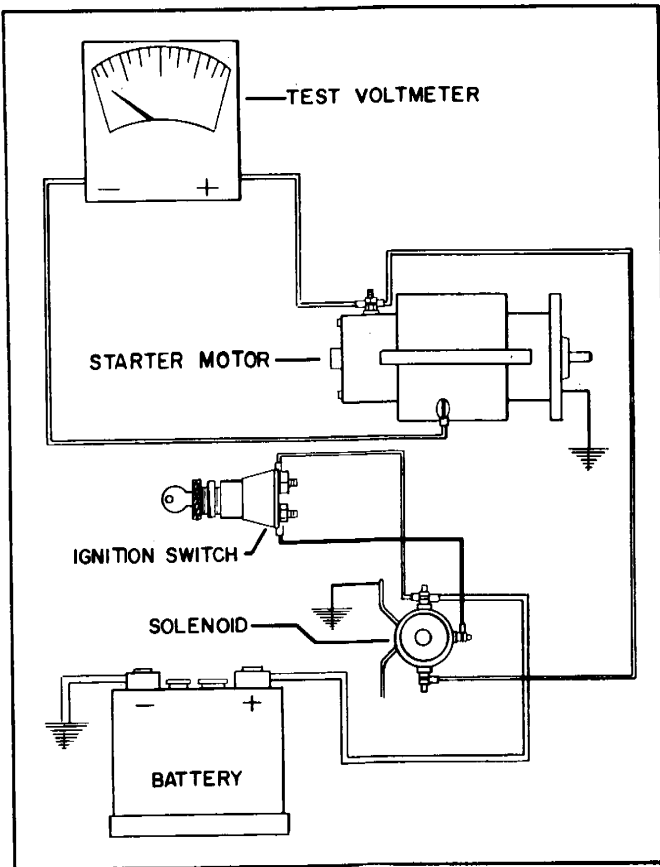 TEST VOLTMETER
— +
STARTER MOTOR
IGNITION SWITCH
SOLENOID
— +
BATTERY